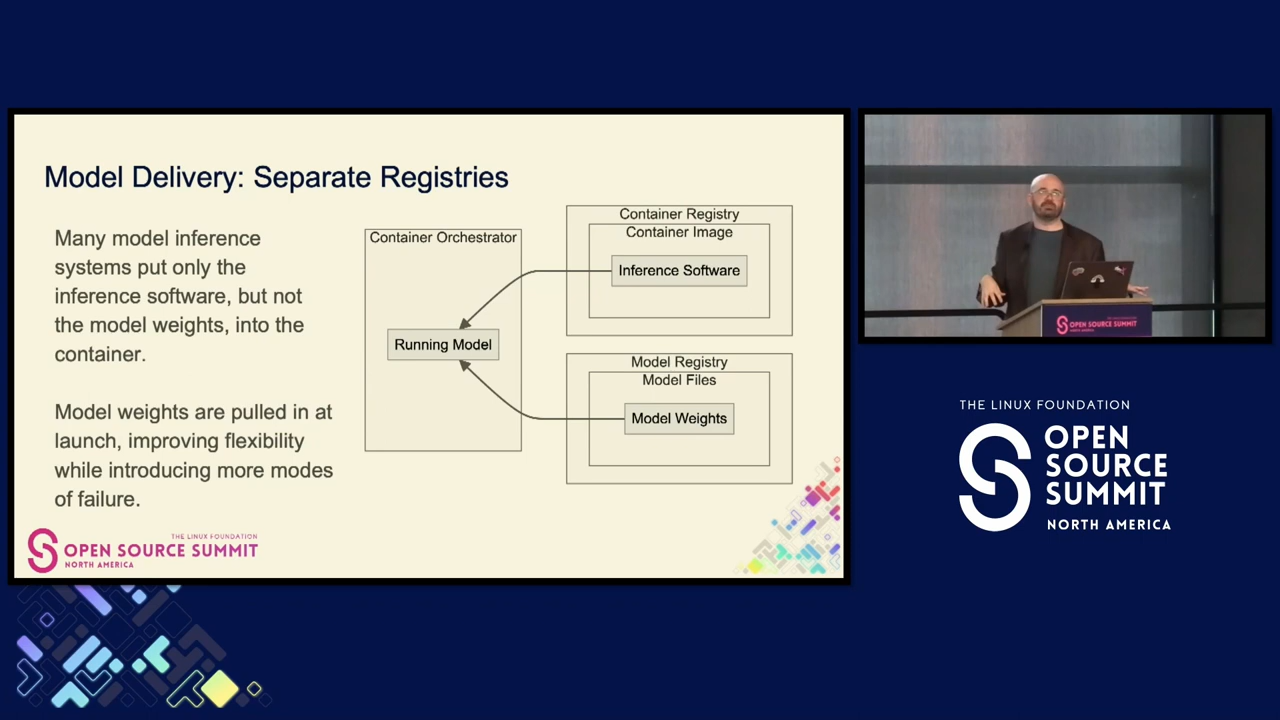 Model Delivery: Separate Registries
Many model inference
systems put only the
inference software, but not
the model weights, into the
container.
Model weights are pulled in at
launch, improving flexibility
while introducing more modes
of failure.
Container Orchestrator
Running Model
Container Registry
Container Image
Inference Software
Model Registry
Model Files
Model Weights
THE LINUX FOUNDATION
OPEN SOURCE SUMMIT
NORTH AMERICA
OPEN SOURCE SUMMIT
THE LINUX FOUNDATION
OPEN
SOURCE
SUMMIT
NORTH AMERICA